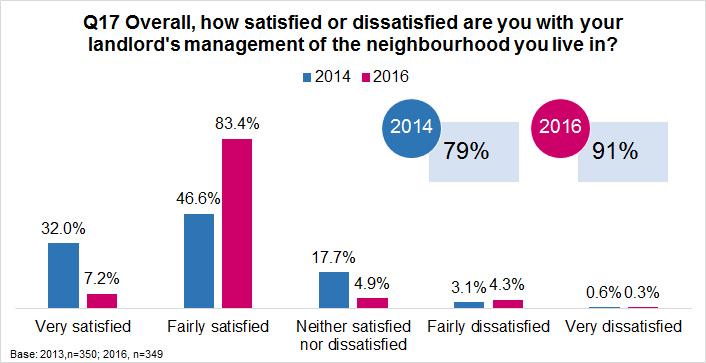 Q17 Overall, how satisfied or dissatisfied are you with your
landlord's management of the neighbourhood you live in?
2014 2016
2014
79%
2016
91%
32.0%
7.2%
46.6%
83.4%
17.7%
4.9%
3.1%
4.3%
0.6%
0.3%
Very satisfied
Fairly satisfied
Neither satisfied
nor dissatisfied
Fairly dissatisfied
Very dissatisfied
Base: 2013,n=350; 2016, n=349